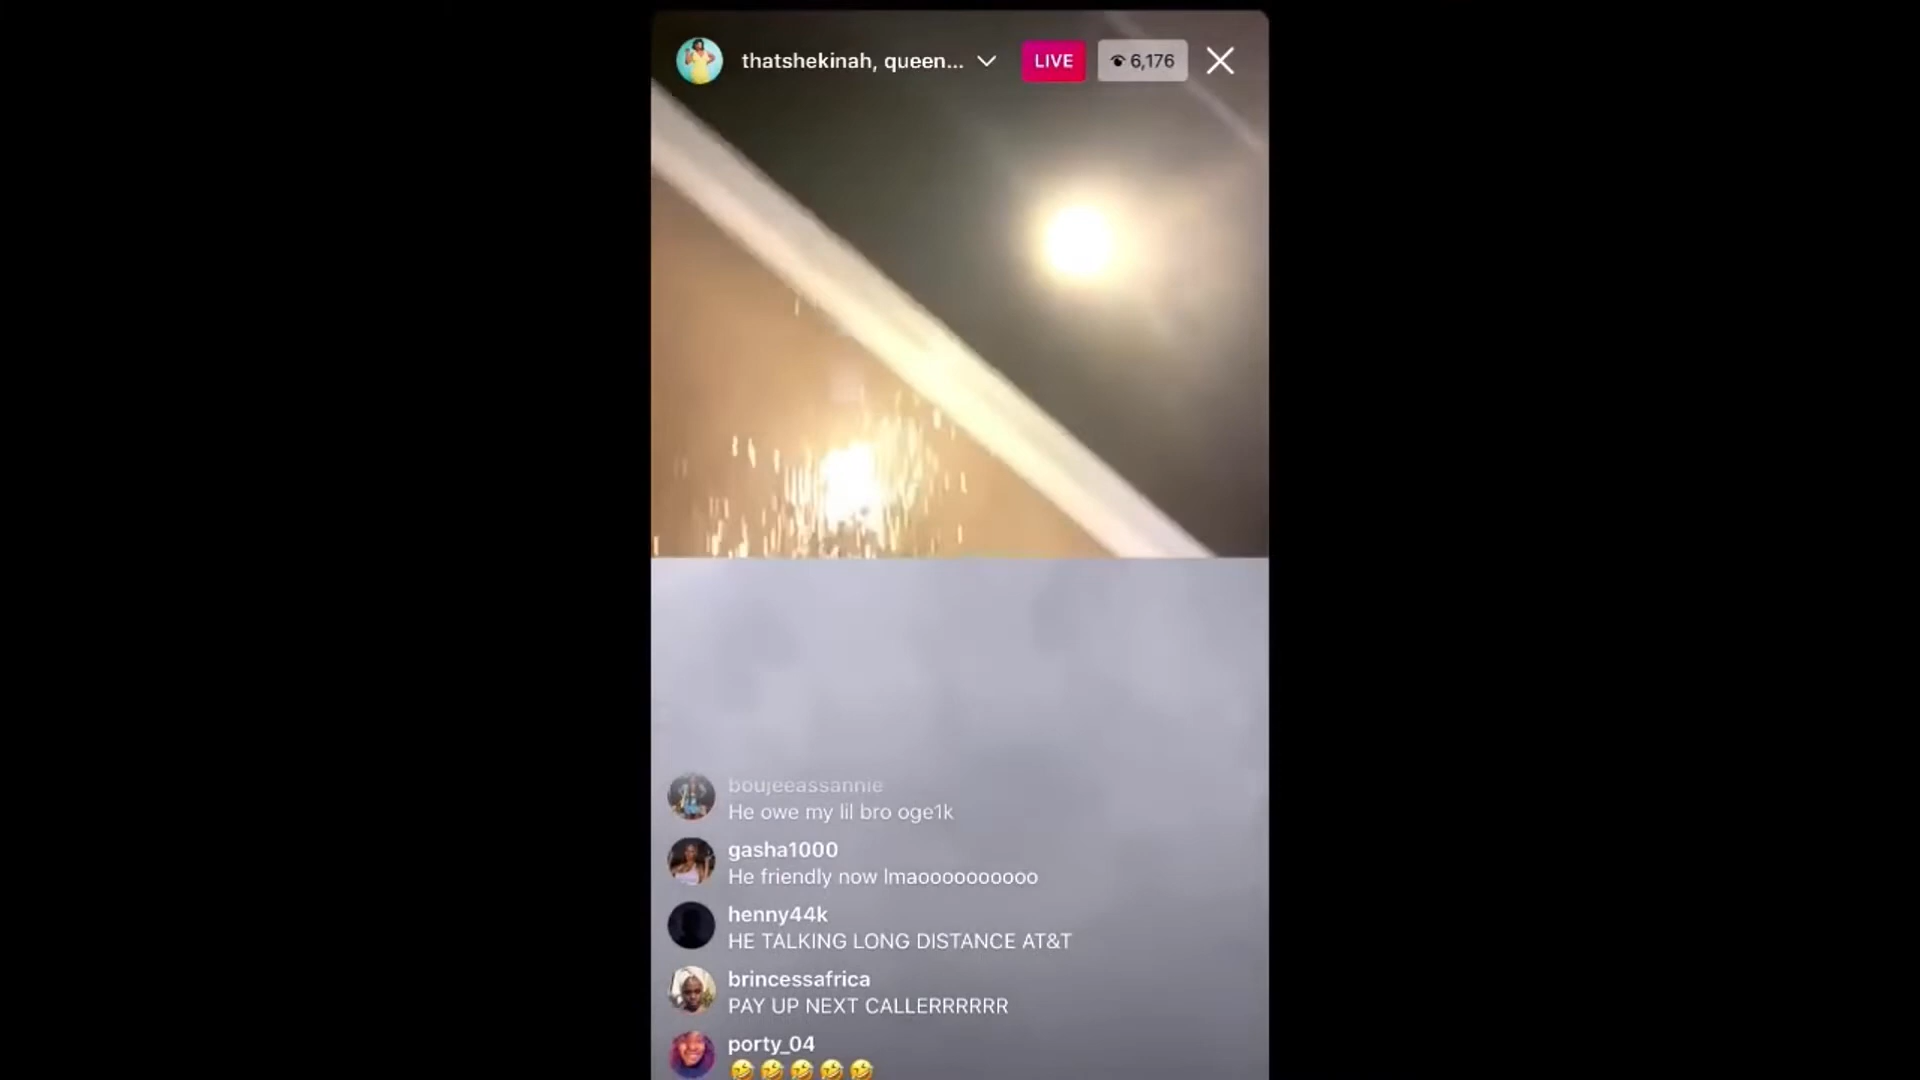 thatshekinah, queen...
LIVE
6,176
boujeeassannie
He owe my lil bro oge1k
gasha1000
He friendly now lmaoooooooooo
henny44k
HE TALKING LONG DISTANCE AT&T
brincessafrica
PAY UP NEXT CALLERRRRRR
porty_04
🤣🤣🤣🤣🤣